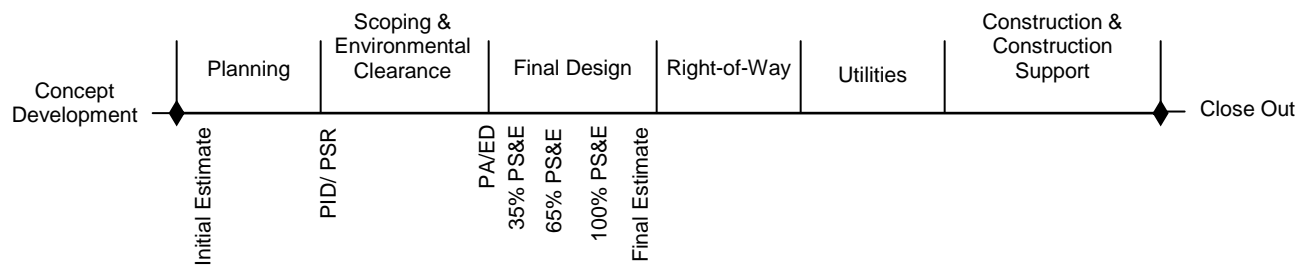 Concept
Development
Planning
Scoping &
Environmental
Clearance
Final Design
Right-of-Way
Utilities
Construction &
Construction
Support
Close Out
Initial Estimate
PID/ PSR
PA/ED
35% PS&E
65% PS&E
100% PS&E
Final Estimate